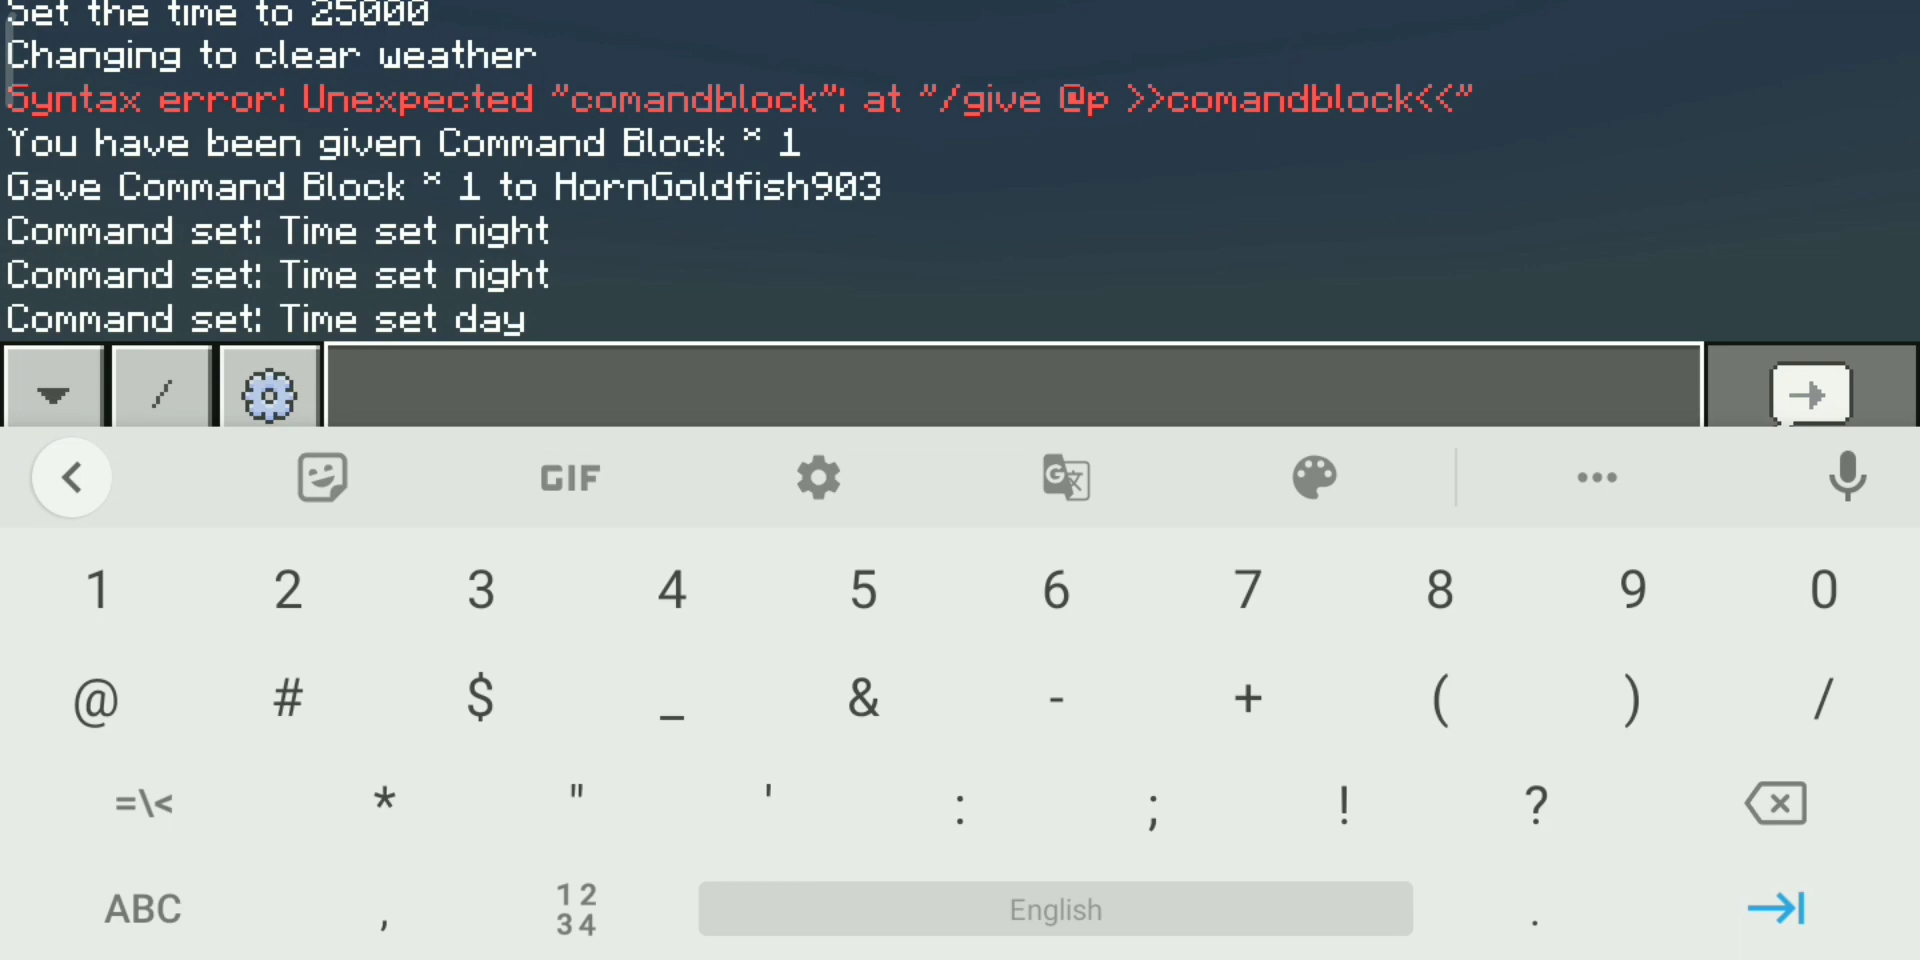 Set the time to 25000
Changing to clear weather
Syntax error: Unexpected "comandblock": at "/give @p >>comandblock<<"
You have been given Command Block * 1
Gave Command Block * 1 to HornGoldfish903
Command set: Time set night
Command set: Time set night
Command set: Time set day
/
GIF
1 2 3 4 5 6 7 8 9 0
@ # $ _ & - + ( ) /
=\< * " ' : ; ! ?
ABC , 1234 English .